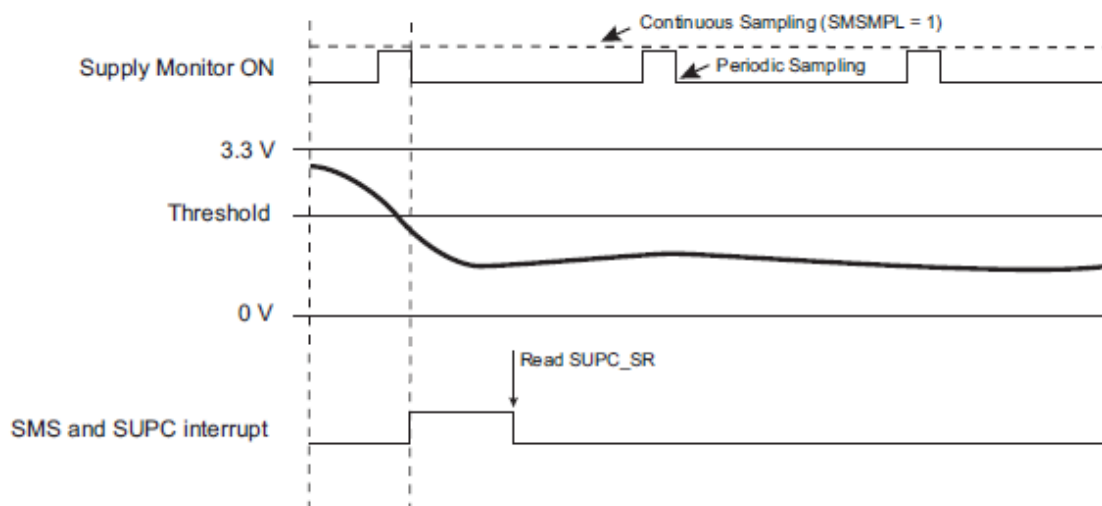 Continuous Sampling (SMSMPL = 1)
Supply Monitor ON
Periodic Sampling
3.3 V
Threshold
0 V
Read SUPC_SR
SMS and SUPC interrupt